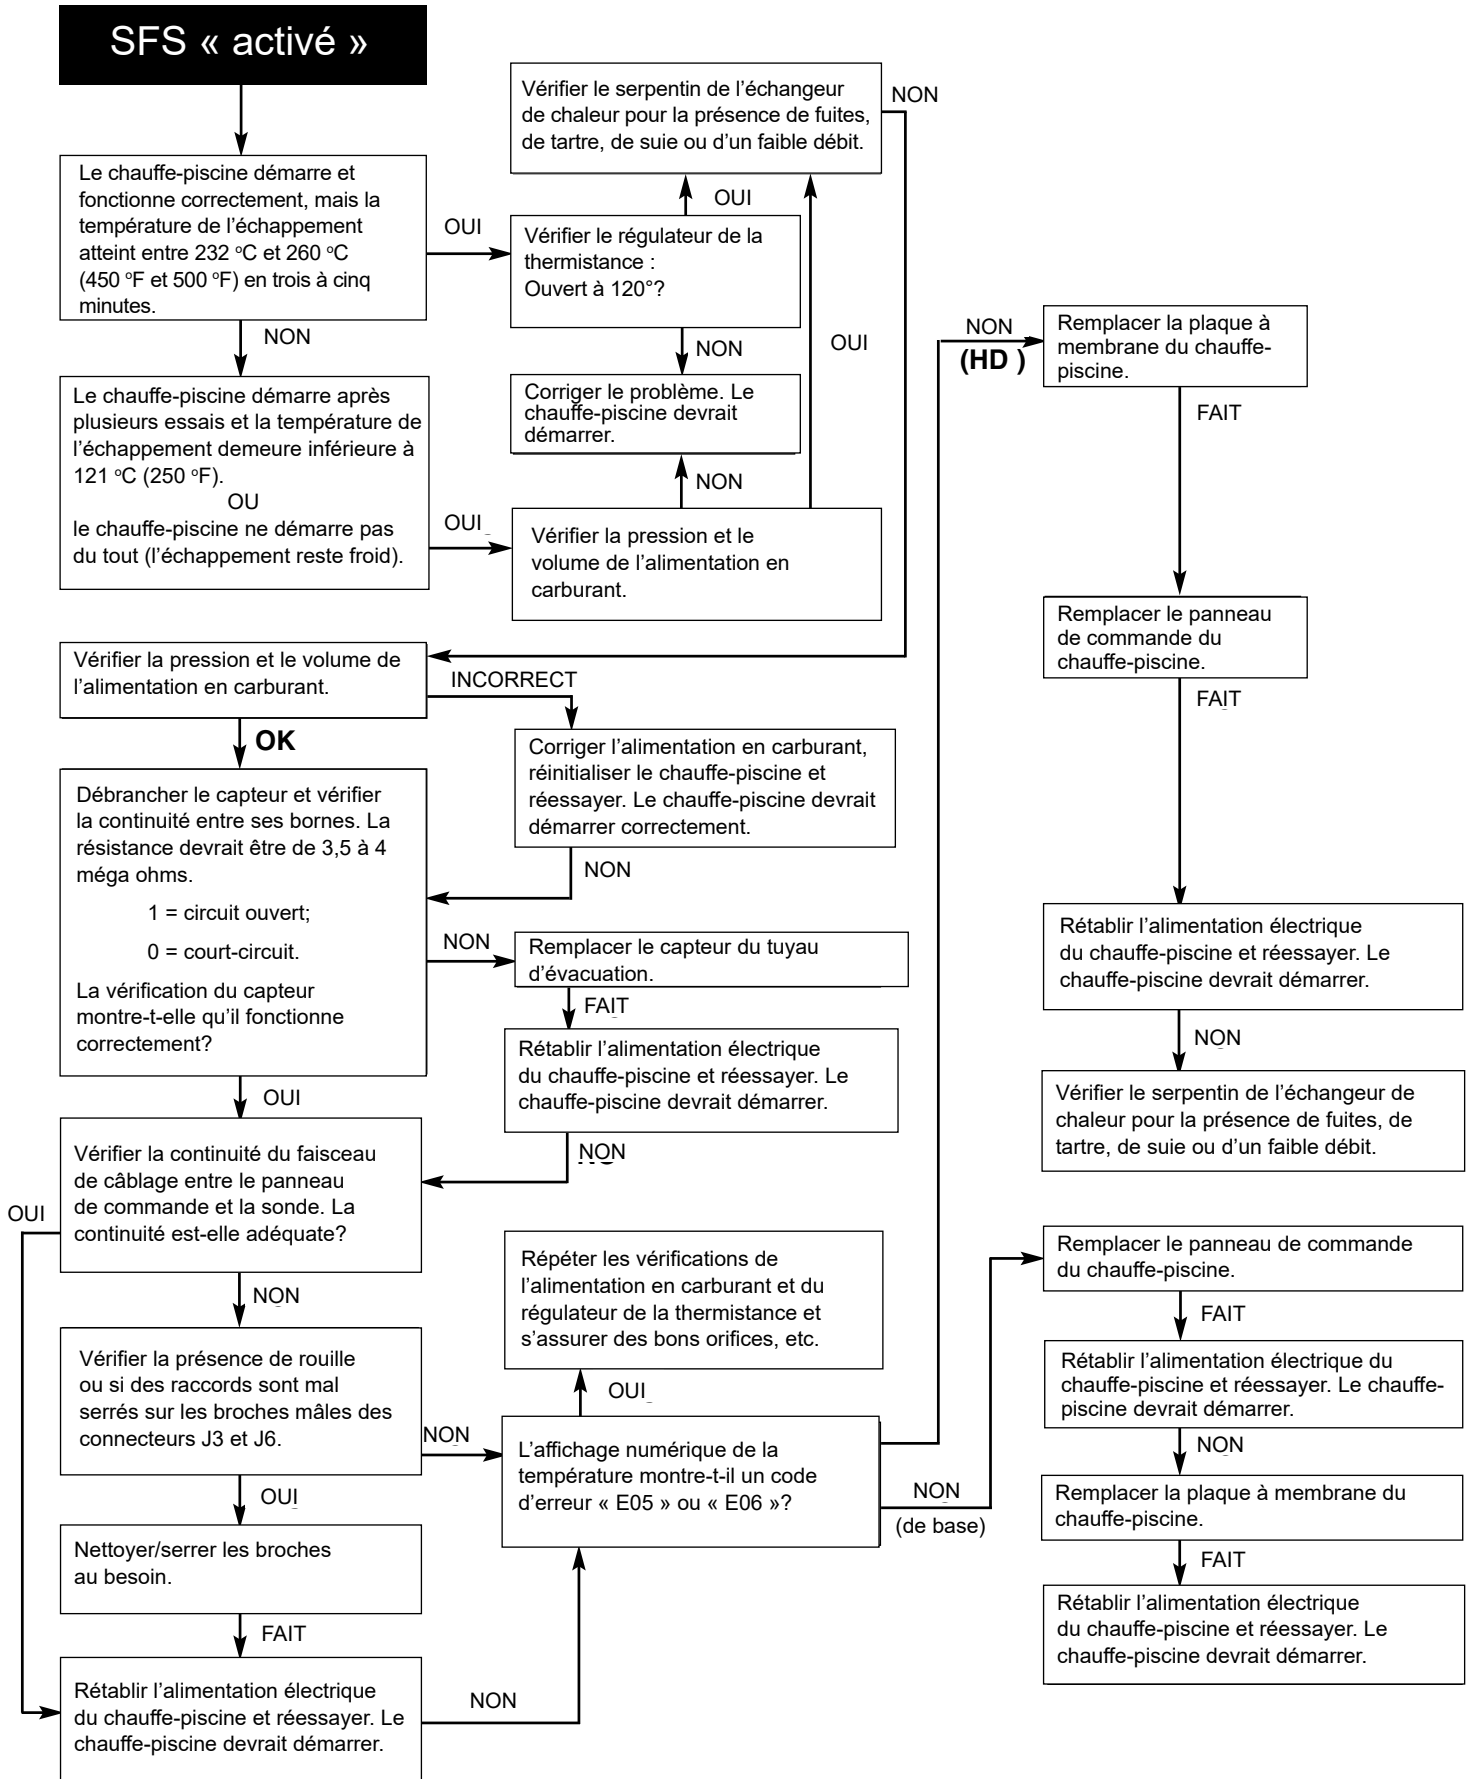 SFS « activé »
Le chauffe-piscine démarre et
fonctionne correctement, mais la
température de l’échappement
atteint entre 232 °C et 260 °C
(450 °F et 500 °F) en trois à cinq
minutes.
OUI
NON
Vérifier le serpentin de l’échangeur
de chaleur pour la présence de fuites,
de tartre, de suie ou d’un faible débit.
NON
OUI
Vérifier le régulateur de la
thermistance :
Ouvert à 120°?
NON
OUI
Corriger le problème. Le
chauffe-piscine devrait
démarrer.
NON
Le chauffe-piscine démarre après
plusieurs essais et la température de
l’échappement demeure inférieure à
121 °C (250 °F).
OU
le chauffe-piscine ne démarre pas
du tout (l’échappement reste froid).
OUI
Vérifier la pression et le
volume de l’alimentation en
carburant.
Vérifier la pression et le volume de
l’alimentation en carburant.
INCORRECT
OK
Corriger l’alimentation en carburant,
réinitialiser le chauffe-piscine et
réessayer. Le chauffe-piscine devrait
démarrer correctement.
NON
Débrancher le capteur et vérifier
la continuité entre ses bornes. La
résistance devrait être de 3,5 à 4
méga ohms.
1 = circuit ouvert;
0 = court-circuit.
La vérification du capteur
montre-t-elle qu’il fonctionne
correctement?
NON
OUI
Remplacer le capteur du tuyau
d’évacuation.
FAIT
Rétablir l’alimentation électrique
du chauffe-piscine et réessayer. Le
chauffe-piscine devrait démarrer.
NON
Vérifier la continuité du faisceau
de câblage entre le panneau
de commande et la sonde. La
continuité est-elle adéquate?
OUI
NON
Répéter les vérifications de
l’alimentation en carburant et du
régulateur de la thermistance et
s’assurer des bons orifices, etc.
OUI
Vérifier la présence de rouille
ou si des raccords sont mal
serrés sur les broches mâles des
connecteurs J3 et J6.
NON
OUI
L’affichage numérique de la
température montre-t-il un code
d’erreur « E05 » ou « E06 »?
NON
(de base)
Nettoyer/serrer les broches
au besoin.
FAIT
Rétablir l’alimentation électrique
du chauffe-piscine et réessayer. Le
chauffe-piscine devrait démarrer.
NON
NON
(HD )
Remplacer la plaque à
membrane du chauffe-
piscine.
FAIT
Remplacer le panneau
de commande du
chauffe-piscine.
FAIT
Rétablir l’alimentation électrique
du chauffe-piscine et réessayer. Le
chauffe-piscine devrait démarrer.
NON
Vérifier le serpentin de l’échangeur de
chaleur pour la présence de fuites, de
tartre, de suie ou d’un faible débit.
Remplacer le panneau de commande
du chauffe-piscine.
FAIT
Rétablir l’alimentation électrique du
chauffe-piscine et réessayer. Le chauffe-
piscine devrait démarrer.
NON
Remplacer la plaque à membrane du
chauffe-piscine.
FAIT
Rétablir l’alimentation électrique
du chauffe-piscine et réessayer. Le
chauffe-piscine devrait démarrer.